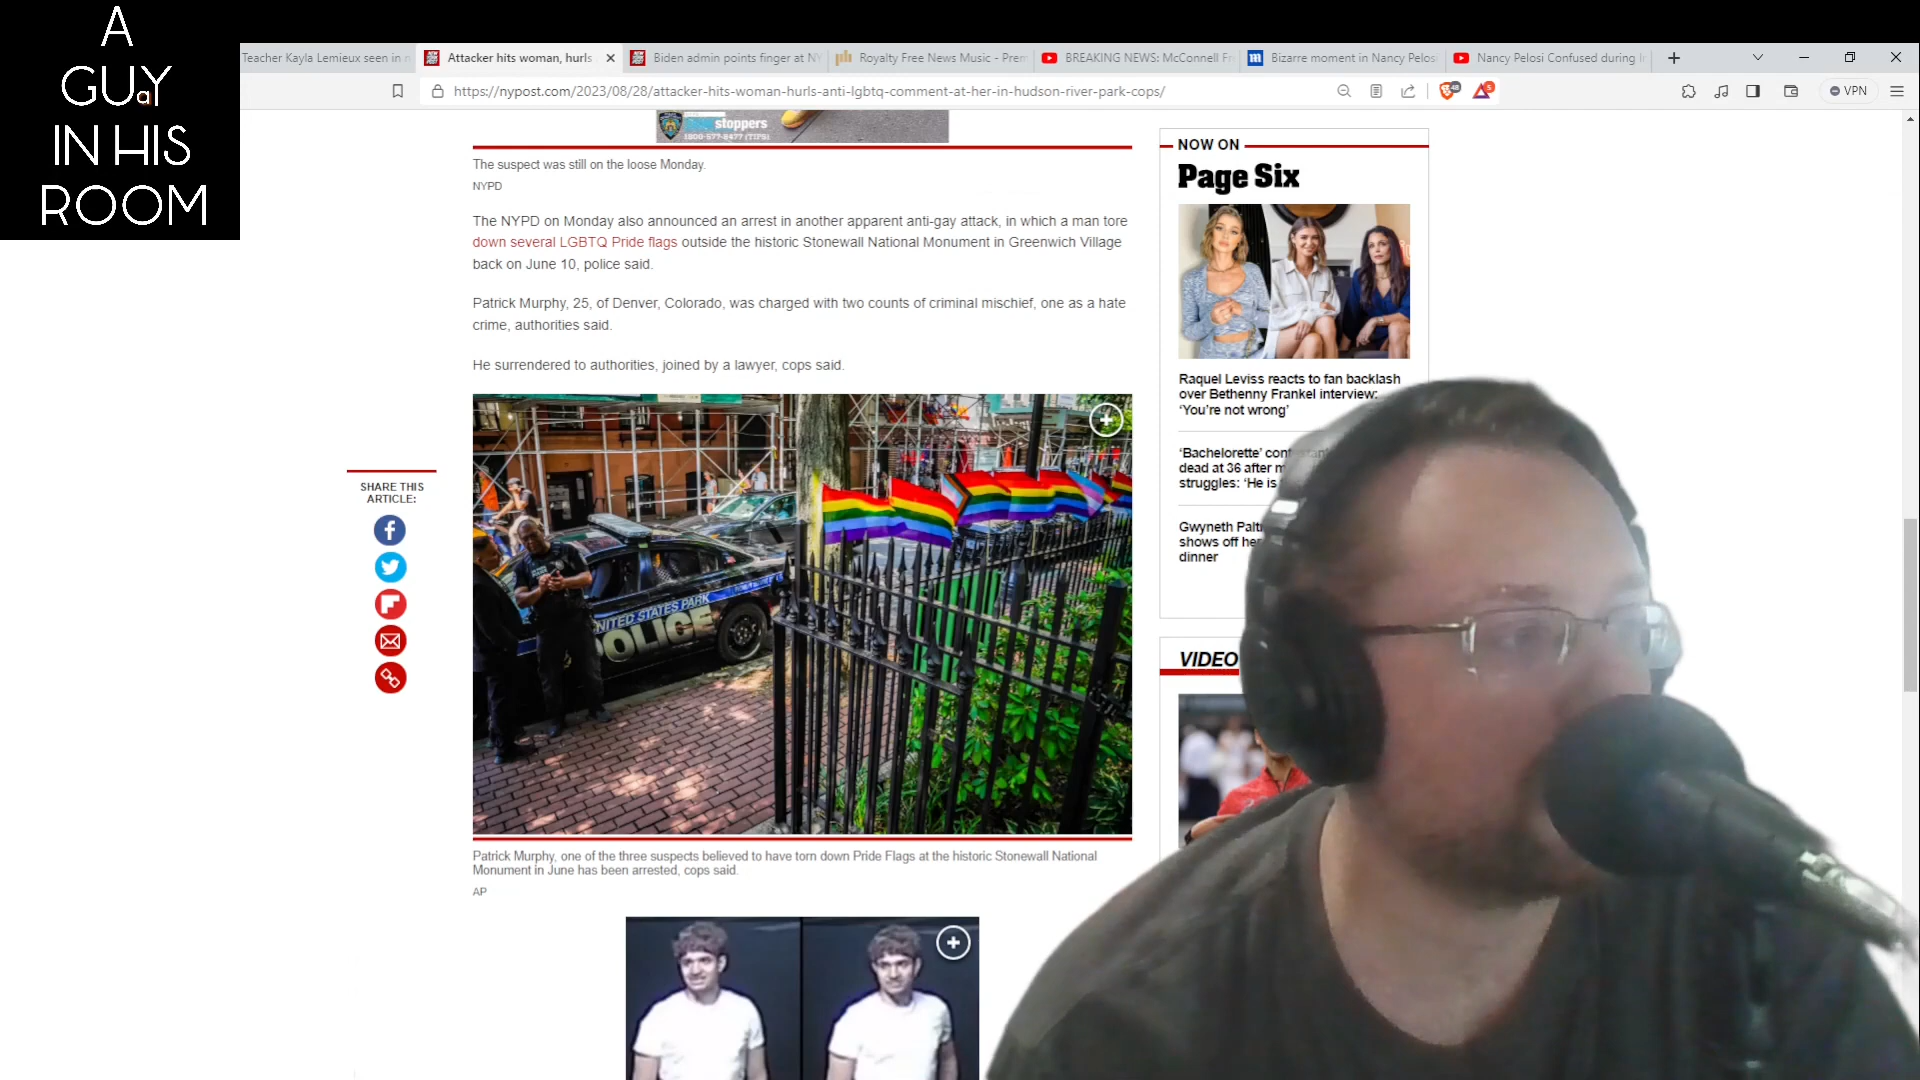 A
GUaY
IN HIS
ROOM
Teacher Kayla Lemieux seen in
Attacker hits woman, hurls
Biden admin points finger at NY
Royalty Free News Music - Prem
BREAKING NEWS: McConnell Fr
Bizarre moment in Nancy Pelosi
Nancy Pelosi Confused during
https://nypost.com/2023/08/28/attacker-hits-woman-hurls-anti-lgbtq-comment-at-her-in-hudson-river-park-cops/
VPN
stoppers
1800-577-8477 (TIPS)
The suspect was still on the loose Monday.
NYPD
The NYPD on Monday also announced an arrest in another apparent anti-gay attack, in which a man tore
down several LGBTQ Pride flags outside the historic Stonewall National Monument in Greenwich Village
back on June 10, police said.
Patrick Murphy, 25, of Denver, Colorado, was charged with two counts of criminal mischief, one as a hate
crime, authorities said.
He surrendered to authorities, joined by a lawyer, cops said.
SHARE THIS
ARTICLE:
UNITED STATES PARK
POLICE
Patrick Murphy, one of the three suspects believed to have torn down Pride Flags at the historic Stonewall National
Monument in June has been arrested, cops said.
AP
NOW ON
Page Six
Raquel Leviss reacts to fan backlash
over Bethenny Frankel interview:
‘You’re not wrong’
‘Bachelorette’
dead at 36 after
struggles: ‘He is
Gwyneth
shows off her
dinner
VIDEO